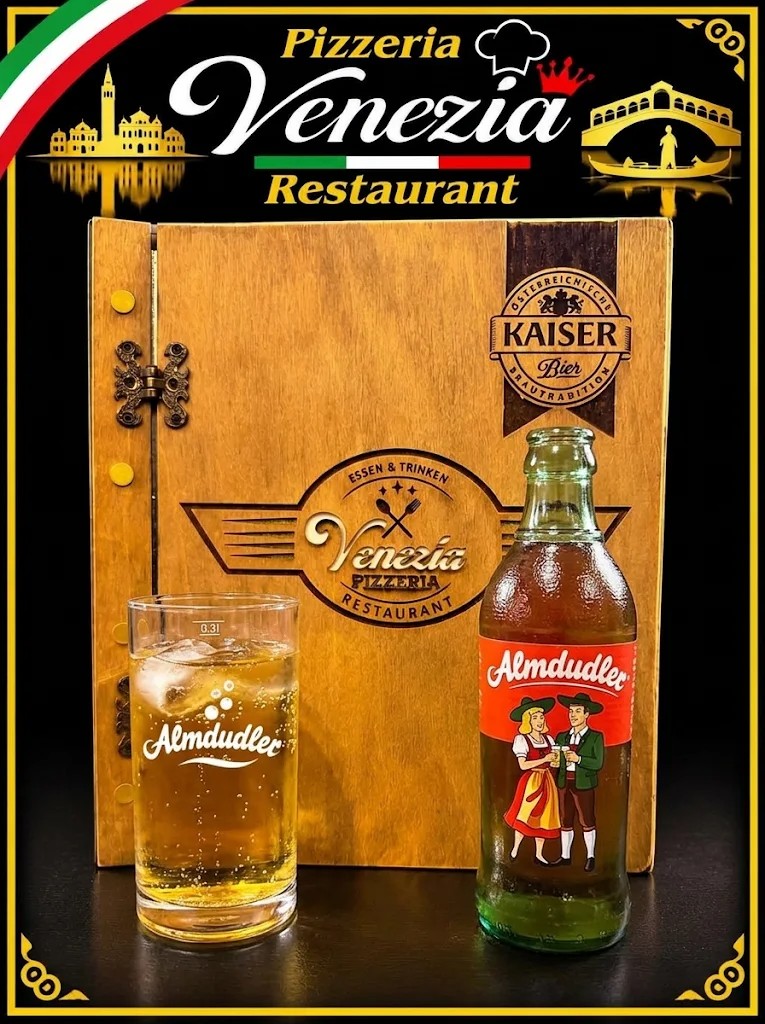 Pizzeria
Venezia
Restaurant
ÖSTERREICHISCHE
KAISER
Bier
BRAUTRADITION
ESSEN & TRINKEN
Venezia
PIZZERIA
RESTAURANT
0.3l
Almdudler
Almdudler